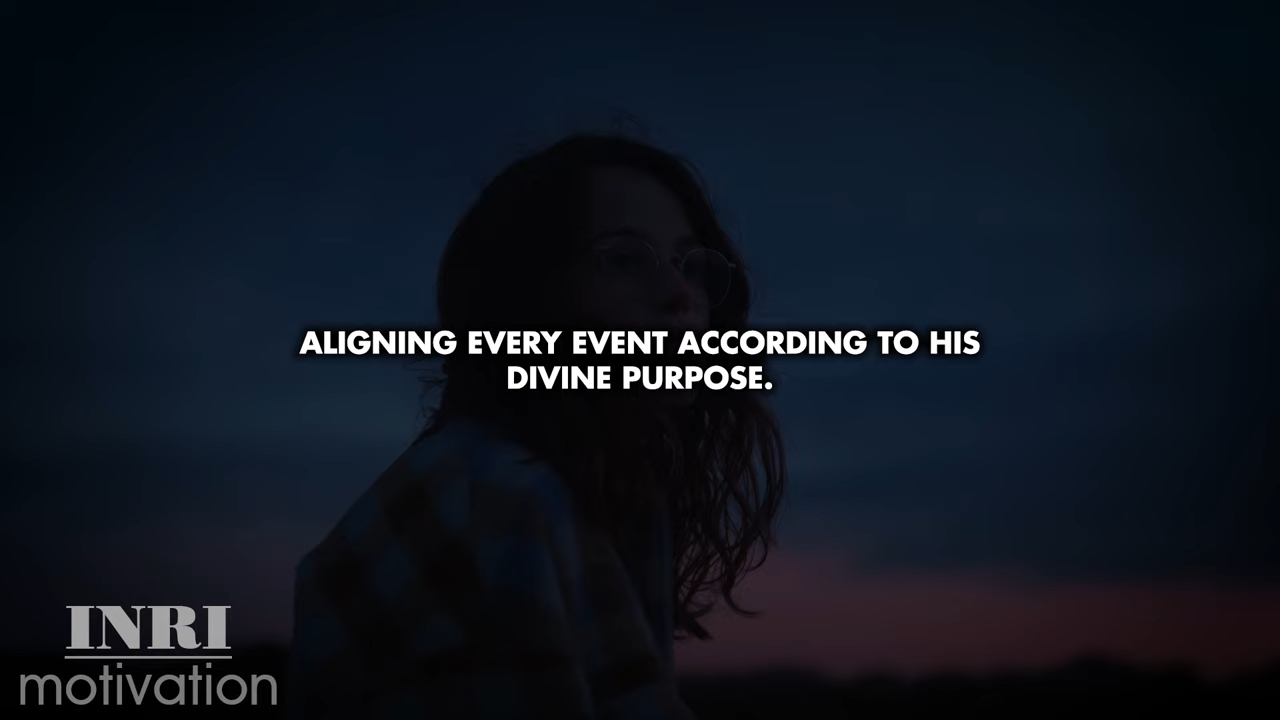 ALIGNING EVERY EVENT ACCORDING TO HIS
DIVINE PURPOSE.
INRI
motivation